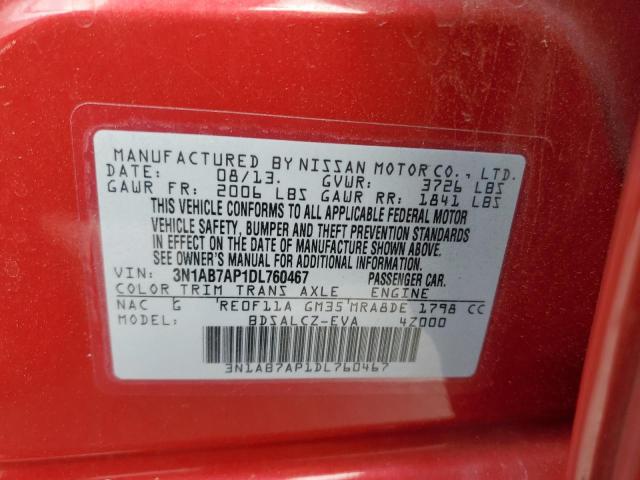 MANUFACTURED BY NISSAN MOTOR CO., LTD.
DATE: 08/13. GVWR: 3726 LBS
GAWR FR: 2006 LBS GAWR RR: 1841 LBS
THIS VEHICLE CONFORMS TO ALL APPLICABLE FEDERAL MOTOR
VEHICLE SAFETY, BUMPER AND THEFT PREVENTION STANDARDS
IN EFFECT ON THE DATE OF MANUFACTURE SHOWN ABOVE.
SEE OWNER'S MANUAL FOR ADDITIONAL INFORMATION.
VIN: 3N1AB7AP1DL760467 PASSENGER CAR.
COLOR TRIM TRANS AXLE ENGINE
NAC G 'RE0F11A GM35'MRA8DE 1798 CC
MODEL: BDSALCZ-EVA 4Z000
3N1AB7AP1DL760467